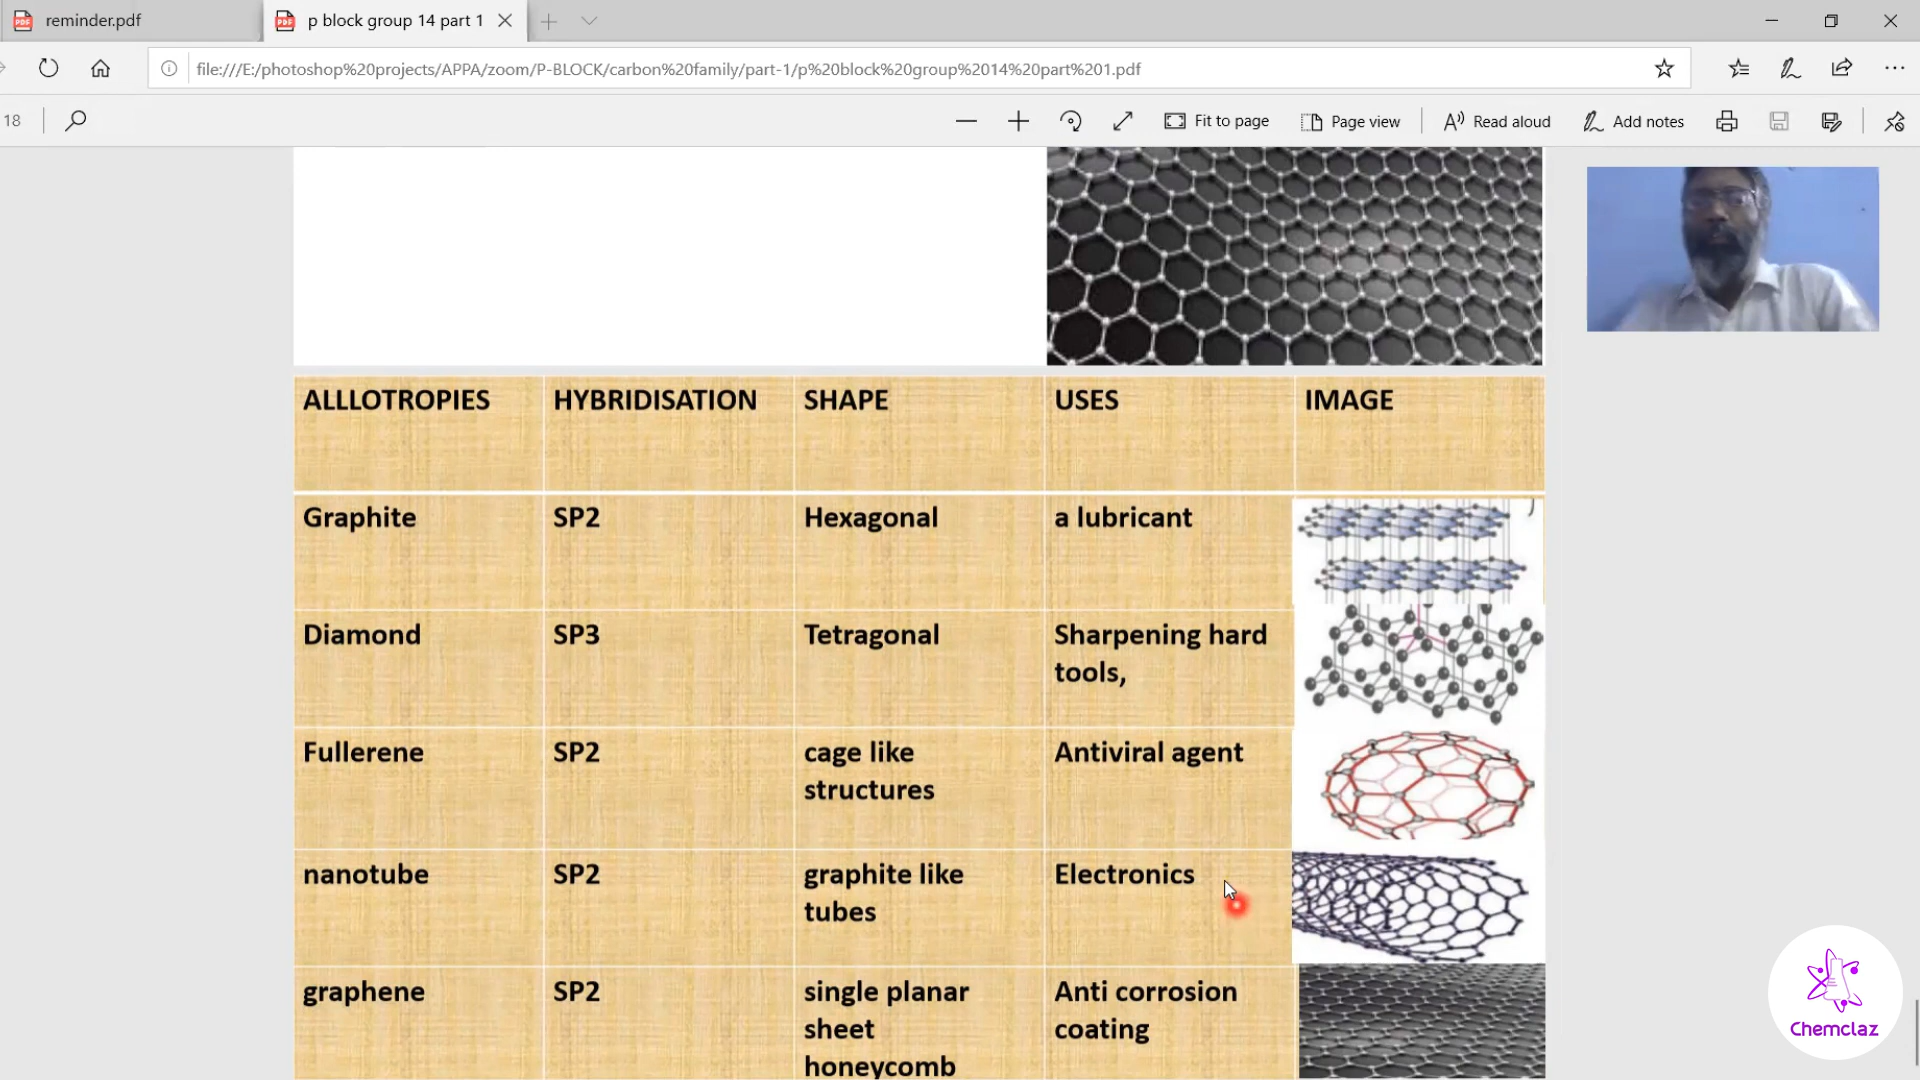 reminder.pdf
p block group 14 part 1
file:///E:/photoshop%20projects/APPA/zoom/P-BLOCK/carbon%20family/part-1/p%20block%20group%2014%20part%201.pdf
18
Fit to page
Page view
Read aloud
Add notes
ALLLOTROPIES HYBRIDISATION SHAPE USES IMAGE
Graphite SP2 Hexagonal a lubricant
Diamond SP3 Tetragonal Sharpening hard
tools,
Fullerene SP2 cage like Antiviral agent
structures
nanotube SP2 graphite like Electronics
tubes
graphene SP2 single planar Anti corrosion
sheet coating
honeycomb
Chemclaz